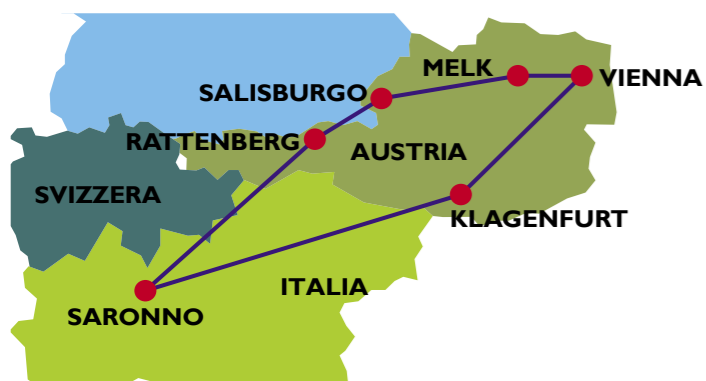 MELK
VIENNA
SALISBURGO
RATTENBERG
AUSTRIA
SVIZZERA
KLAGENFURT
ITALIA
SARONNO